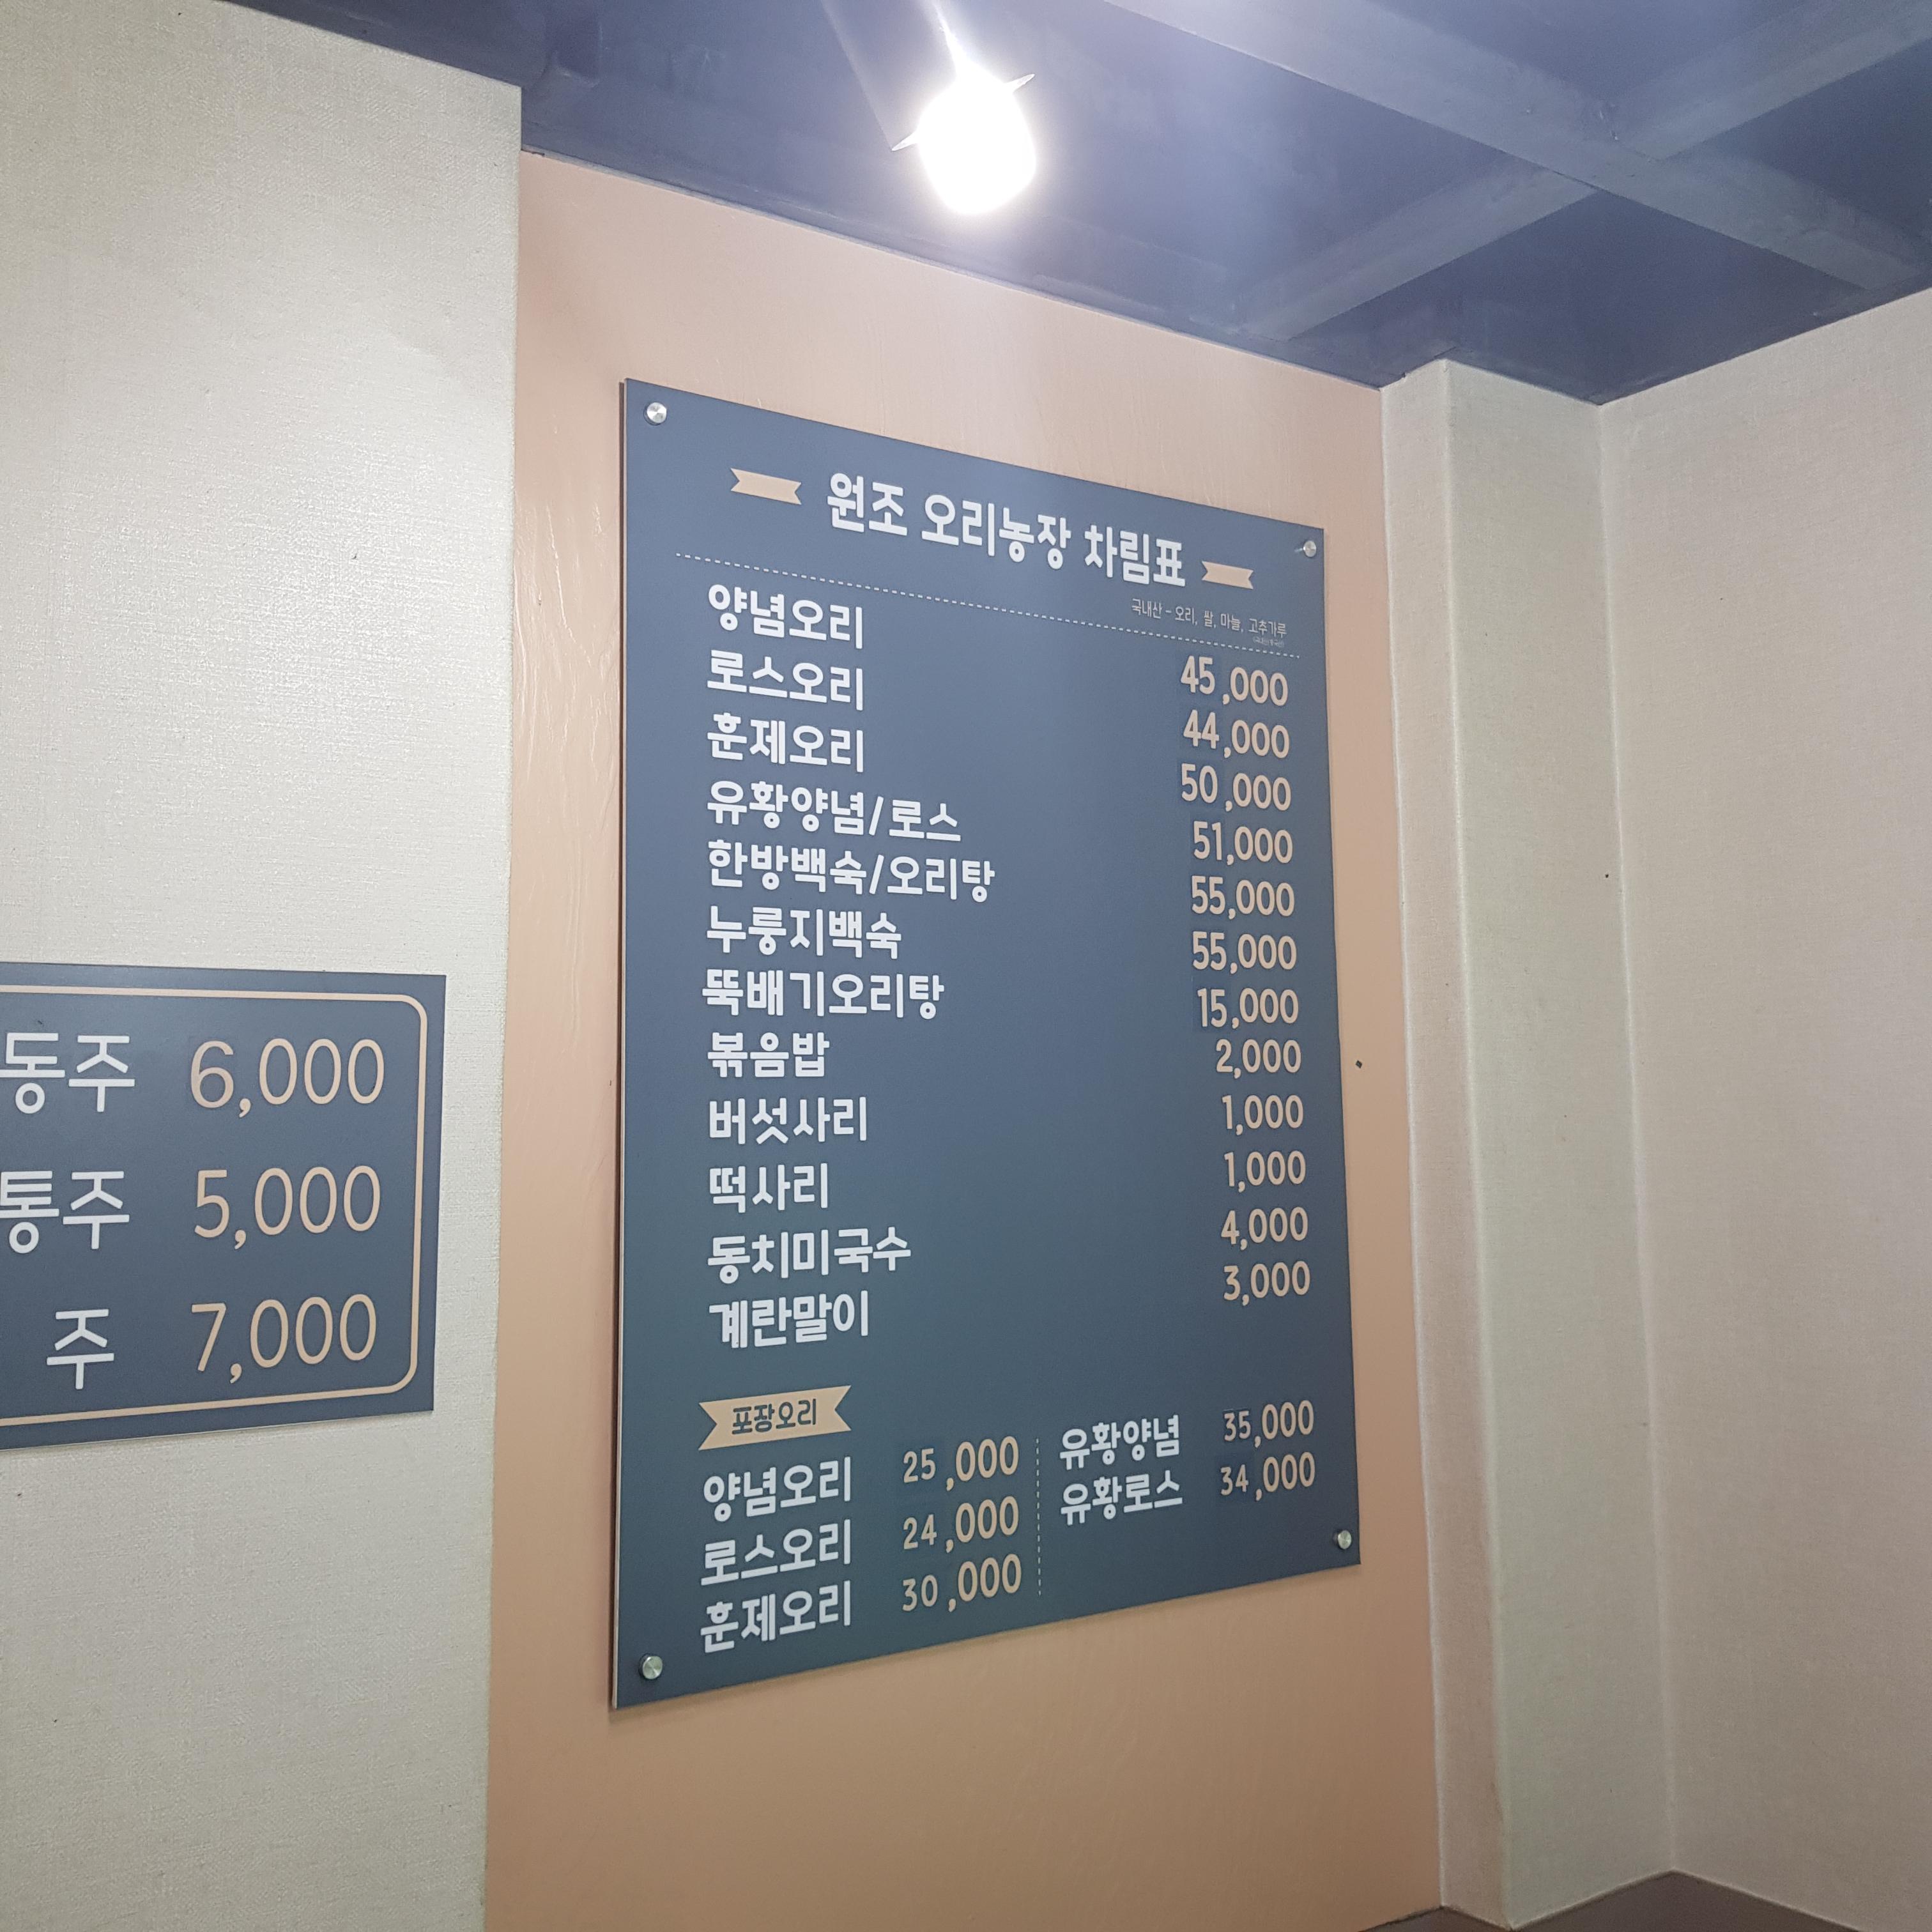 원조 오리농장 차림표
국내산 - 오리, 쌀, 마늘, 고추가루
양념오리 45,000
로스오리 44,000
훈제오리 50,000
유황양념/로스 51,000
한방백숙/오리탕 55,000
누룽지백숙 55,000
뚝배기오리탕 15,000
볶음밥 2,000
버섯사리 1,000
떡사리 1,000
동치미국수 4,000
계란말이 3,000
포장오리
양념오리 25,000
로스오리 24,000
훈제오리 30,000
유황양념 35,000
유황로스 34,000
동주 6,000
통주 5,000
주 7,000